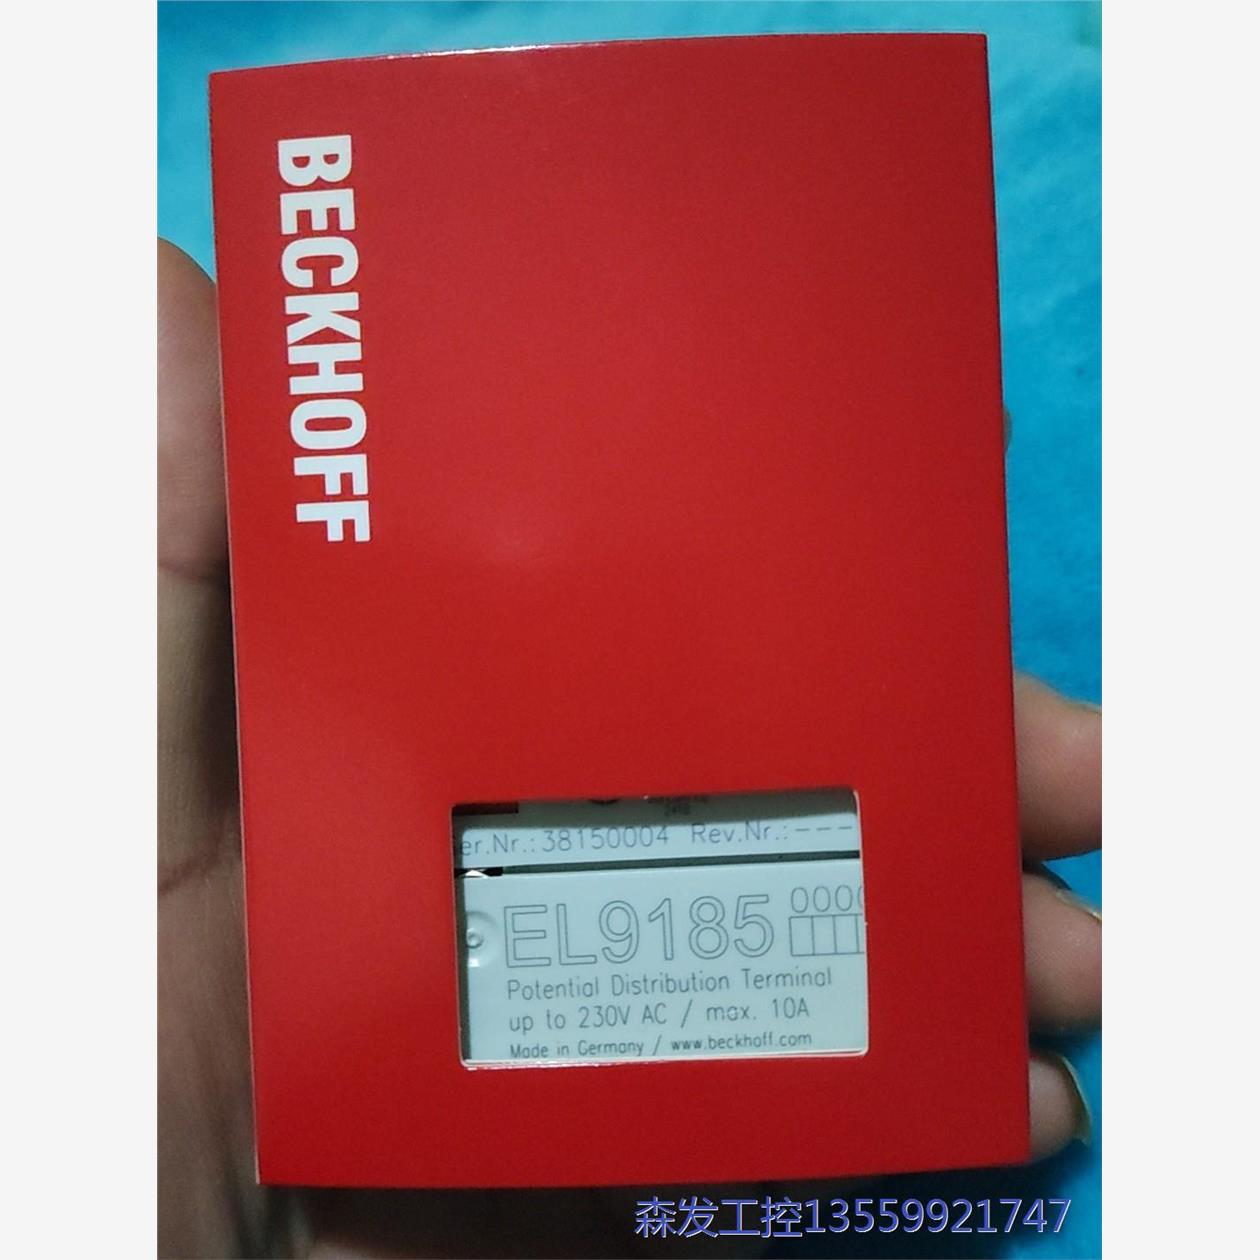 BECKHOFF
er.Nr.:38150004 Rev.Nr.:---
EL9185 0000
Potential Distribution Terminal
up to 230V AC / max. 10A
Made in Germany / www.beckhoff.com
森发工控13559921747